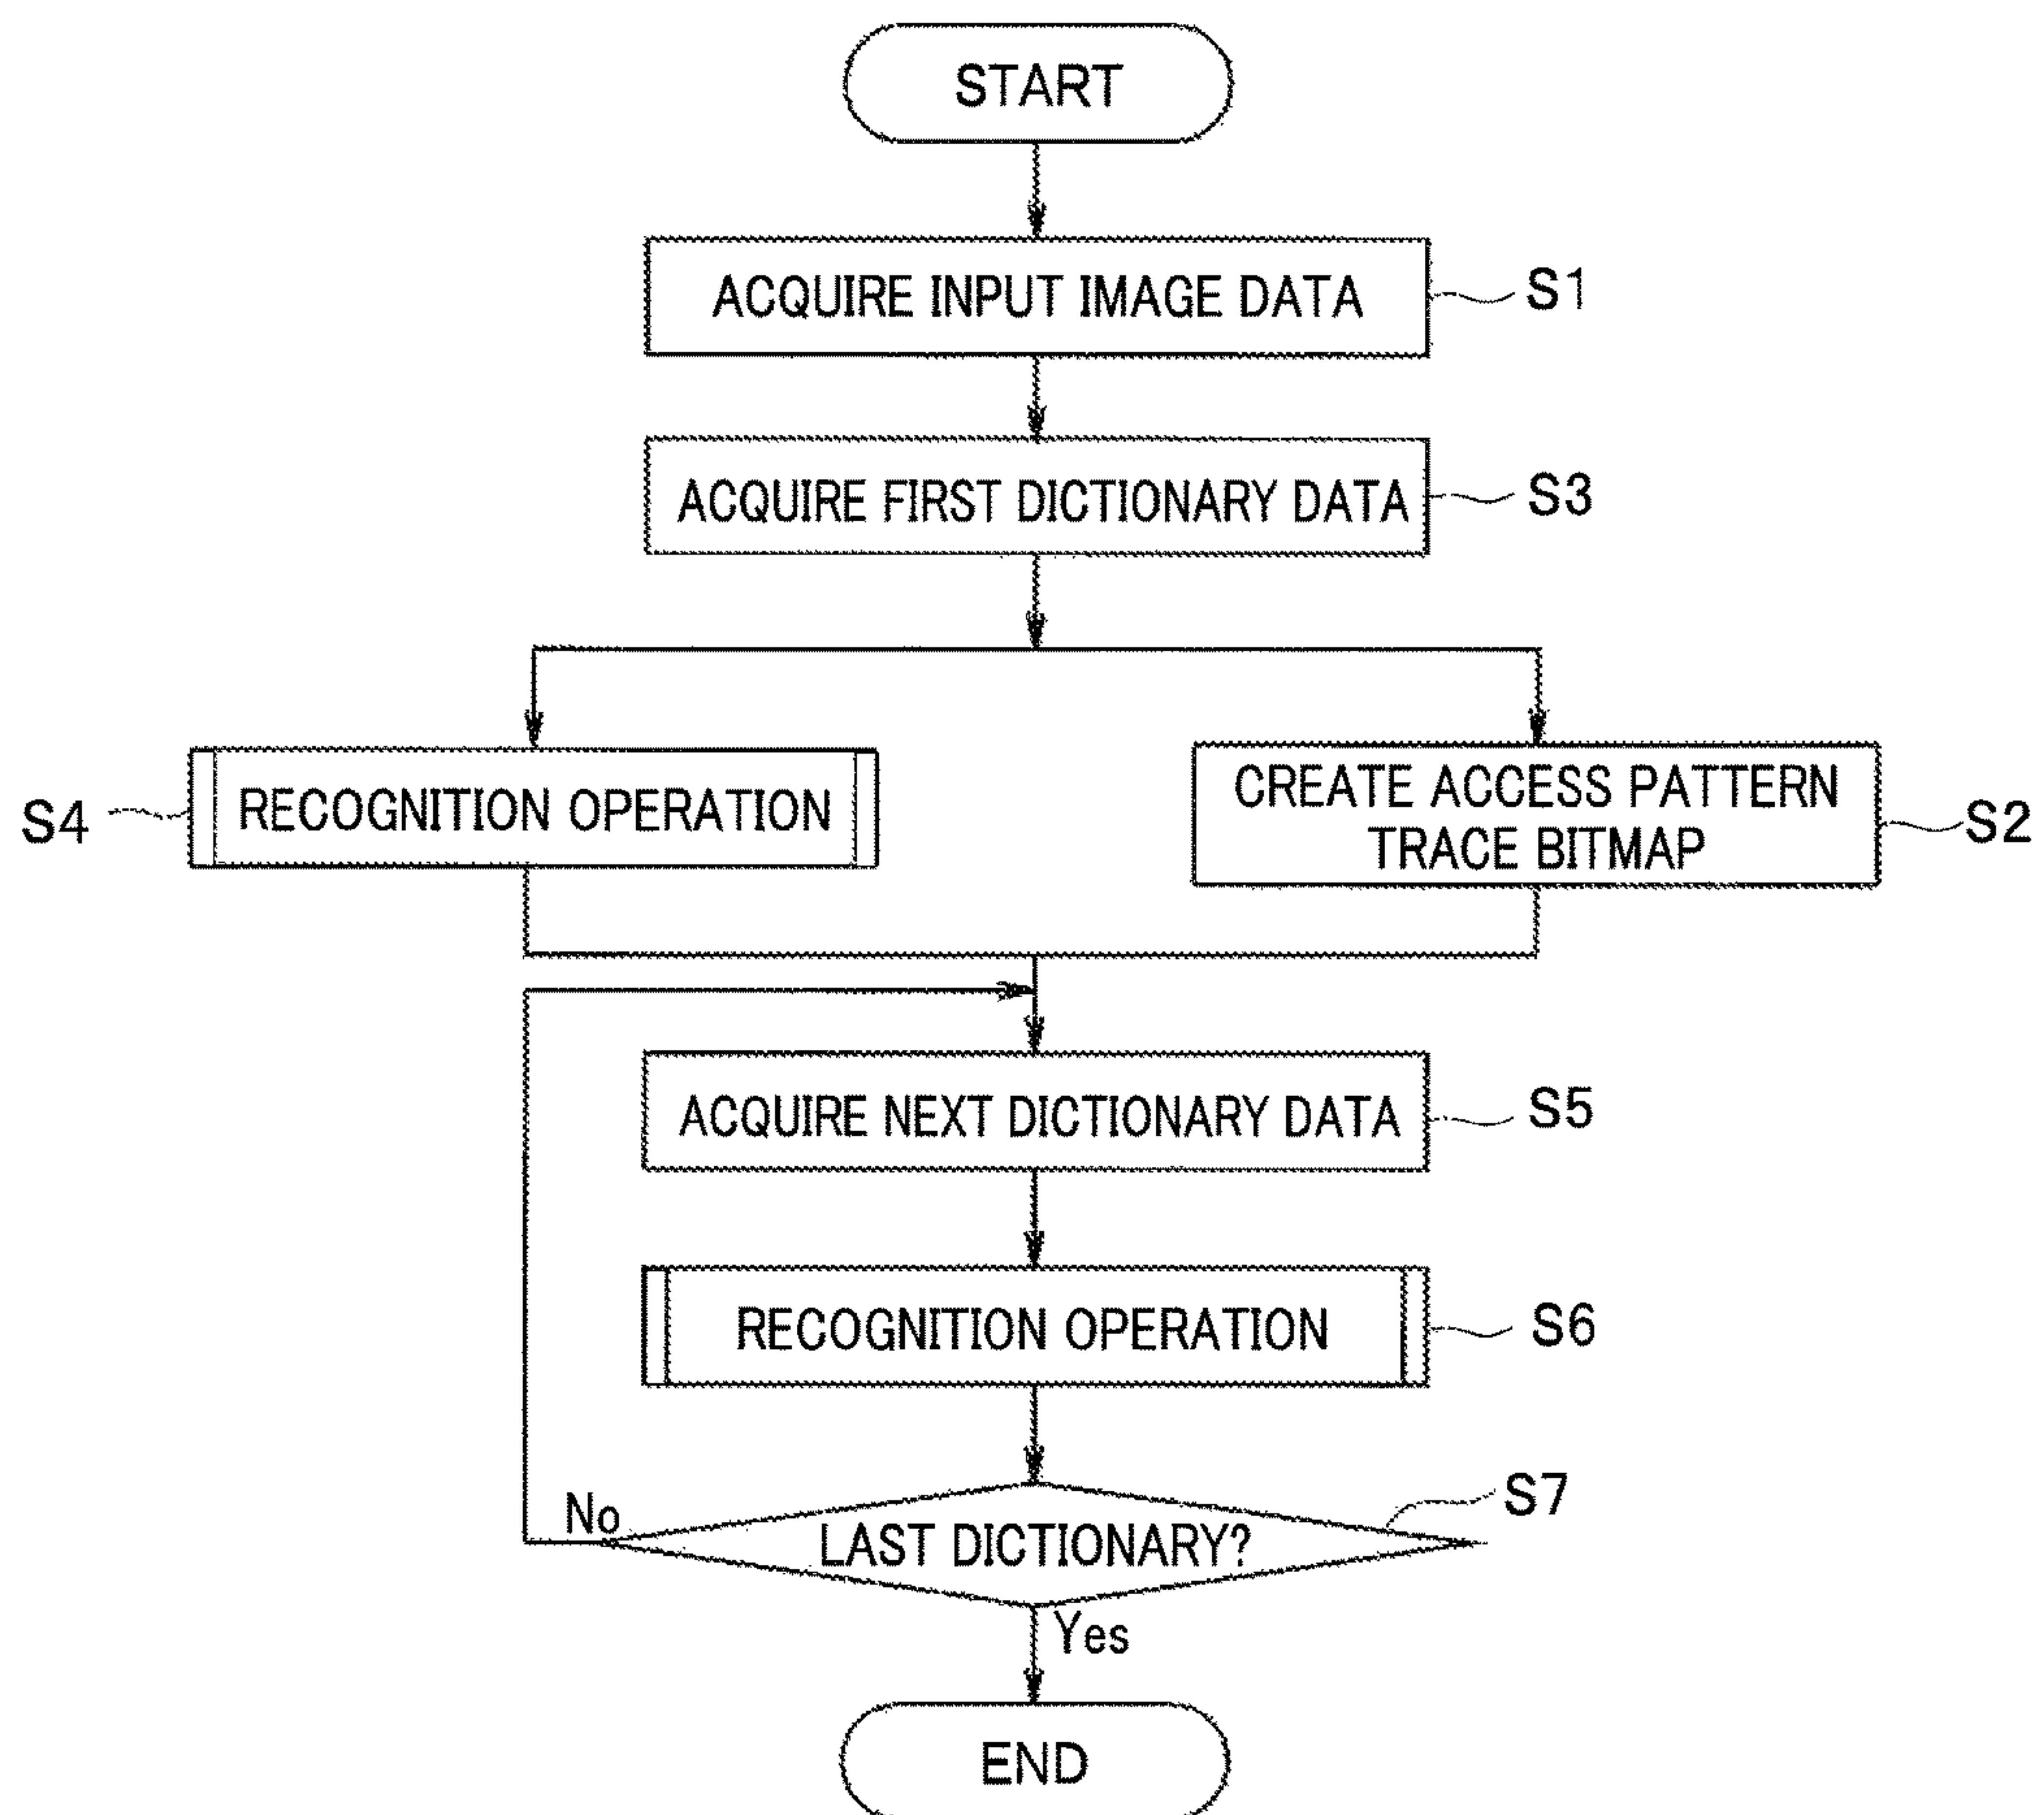 START
ACQUIRE INPUT IMAGE DATA
S1
ACQUIRE FIRST DICTIONARY DATA
S3
S4
RECOGNITION OPERATION
CREATE ACCESS PATTERN
TRACE BITMAP
S2
ACQUIRE NEXT DICTIONARY DATA
S5
RECOGNITION OPERATION
S6
No
LAST DICTIONARY?
S7
Yes
END